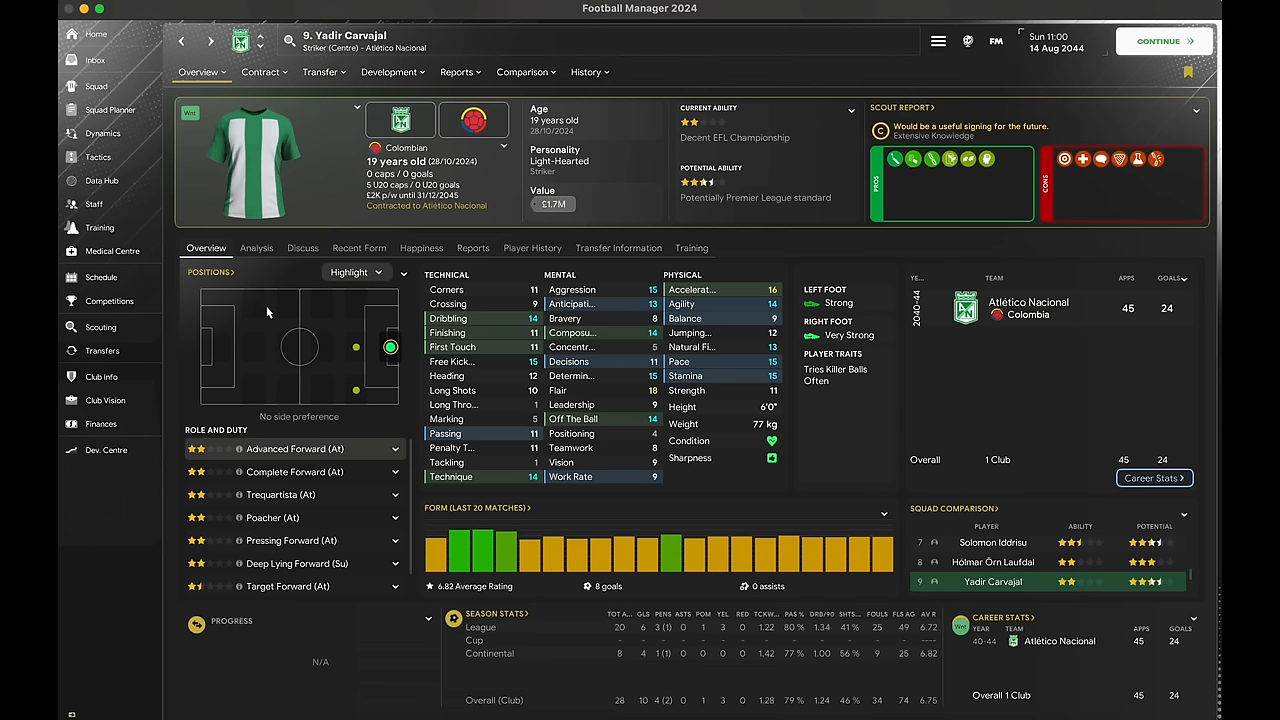 Football Manager 2024
Home
Inbox
Squad
Squad Planner
Dynamics
Tactics
Data Hub
Staff
Training
Medical Centre
Schedule
Competitions
Scouting
Transfers
Club Info
Club Vision
Finances
Dev. Centre
9. Yadir Carvajal
Striker (Centre) - Atlético Nacional
FM
Sun 11:00
14 Aug 2044
CONTINUE
Overview Contract Transfer Development Reports Comparison History
Wnt
Colombian
19 years old (28/10/2024)
0 caps / 0 goals
5 U20 caps / 0 U20 goals
£2K p/w until 31/12/2045
Contracted to Atlético Nacional
Age
19 years old
28/10/2024
Personality
Light-Hearted
Striker
Value
£1.7M
CURRENT ABILITY
Decent EFL Championship
POTENTIAL ABILITY
Potentially Premier League standard
SCOUT REPORT
C
Would be a useful signing for the future.
Extensive Knowledge
PROS
CONS
Overview Analysis Discuss Recent Form Happiness Reports Player History Transfer Information Training
POSITIONS
Highlight
No side preference
ROLE AND DUTY
Advanced Forward (At)
Complete Forward (At)
Trequartista (At)
Poacher (At)
Pressing Forward (At)
Deep Lying Forward (Su)
Target Forward (At)
TECHNICAL
Corners 11
Crossing 9
Dribbling 14
Finishing 11
First Touch 11
Free Kick... 15
Heading 12
Long Shots 10
Long Thro... 1
Marking 5
Passing 11
Penalty T... 11
Tackling 1
Technique 14
MENTAL
Aggression 9
Anticipati... 13
Bravery 8
Composu... 14
Concentr... 5
Decisions 11
Determin... 15
Flair 18
Leadership 9
Off The Ball 14
Positioning 4
Teamwork 8
Vision 9
Work Rate 9
PHYSICAL
Accelerat... 16
Agility 14
Balance 9
Jumping... 12
Natural Fi... 13
Pace 15
Stamina 15
Strength 11
Height 6'0"
Weight 77 kg
Condition
Sharpness
LEFT FOOT
Strong
RIGHT FOOT
Very Strong
PLAYER TRAITS
Tries Killer Balls
Often
YE... TEAM APPS GOALS
2040-44
Atlético Nacional
Colombia
45 24
Overall 1 Club 45 24
Career Stats
FORM (LAST 20 MATCHES)
6.82 Average Rating 8 goals 0 assists
SQUAD COMPARISON
PLAYER ABILITY POTENTIAL
7 Solomon Iddrisu
8 Hólmar Örn Laufdal
9 Yadir Carvajal
PROGRESS
N/A
SEASON STATS TOT A... GLS PENS ASTS POM YEL RED TCKW... PAS % DRB/90 SHTS... FOULS FLS AG AV R
League 20 6 3 (1) 0 1 3 0 1.22 80 % 1.34 41 % 25 49 6.72
Cup - - - - - - - - - - - - - ----
Continental 8 4 1 (1) 0 0 0 0 1.42 77 % 1.00 56 % 9 25 6.82
Overall (Club) 28 10 4 (2) 0 1 3 0 1.28 79 % 1.24 46 % 34 74 6.75
Wnt
CAREER STATS
YEAR TEAM APPS GOALS
40-44 Atlético Nacional 45 24
Overall 1 Club 45 24